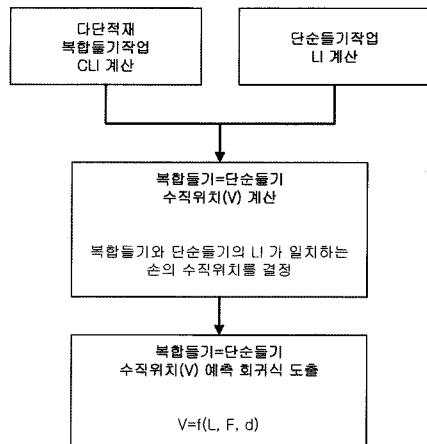 다단적재
복합들기작업
CLI 계산
단순들기작업
LI 계산
복합들기=단순들기
수직위치(V) 계산
복합들기와 단순들기의 LI 가 일치하는
손의 수직위치를 결정
복합들기=단순들기
수직위치(V) 예측 회귀식 도출
V=f(L, F, d)